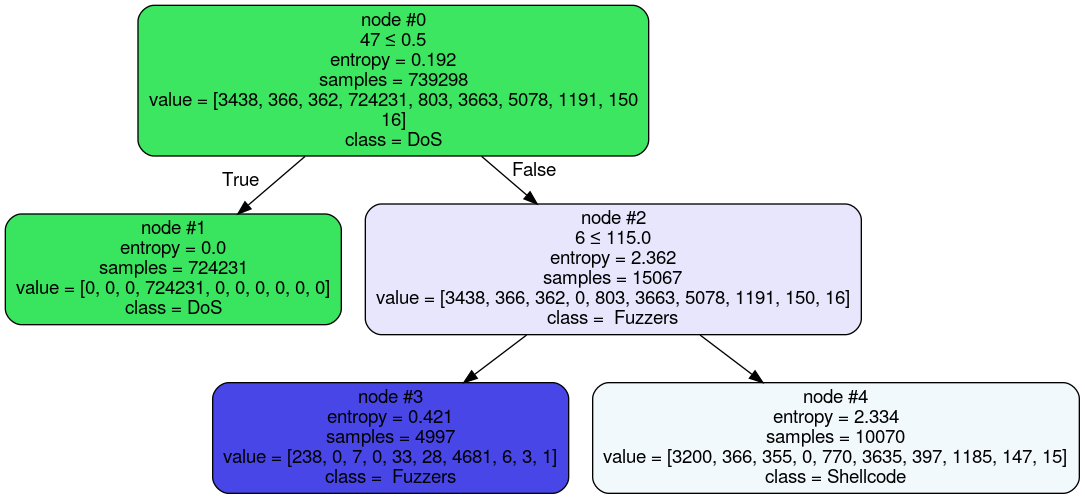 node #0
47 ≤ 0.5
entropy = 0.192
samples = 739298
value = [3438, 366, 362, 724231, 803, 3663, 5078, 1191, 150
16]
class = DoS
True
False
node #1
entropy = 0.0
samples = 724231
value = [0, 0, 0, 724231, 0, 0, 0, 0, 0, 0]
class = DoS
node #2
6 ≤ 115.0
entropy = 2.362
samples = 15067
value = [3438, 366, 362, 0, 803, 3663, 5078, 1191, 150, 16]
class =  Fuzzers
node #3
entropy = 0.421
samples = 4997
value = [238, 0, 7, 0, 33, 28, 4681, 6, 3, 1]
class =  Fuzzers
node #4
entropy = 2.334
samples = 10070
value = [3200, 366, 355, 0, 770, 3635, 397, 1185, 147, 15]
class = Shellcode